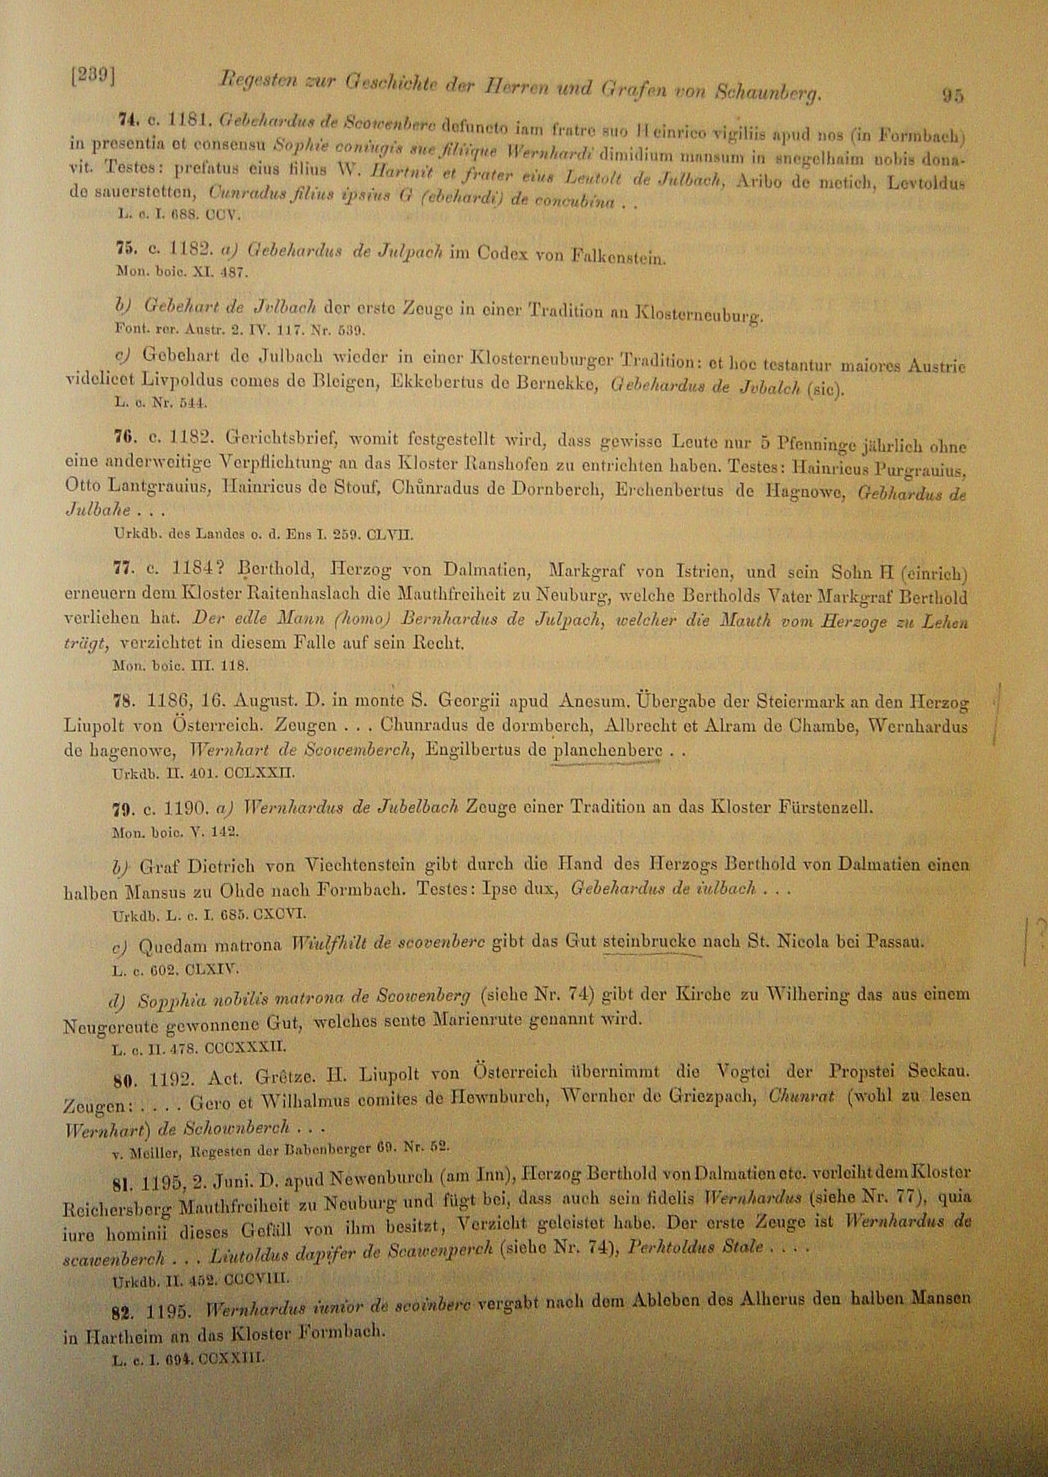 [239] Regesten zur Geschichte der Herren und Grafen von Schaunberg. 95
74. c. 1181. Gebehardus de Scowenberc defuncto iam fratre suo Heinrico vigiliis apud nos (in Formbach)
in presentia et consensu Sophie coniugis sue filiique Wernhardi dimidium mansum in snegelhaim nobis dona-
vit. Testes: prefatus eius filius W. Hartnit et frater eius Leutolt de Julbach, Aribo de metich, Levtoldus
de sauerstetten, Cunradus filius ipsius G (ebehardi) de concubina . .
L. c. I. 688. CCV.
75. c. 1182. a) Gebehardus de Julpach im Codex von Falkenstein.
Mon. boic. XI. 487.
b) Gebehart de Jvlbach der erste Zeuge in einer Tradition an Klosterneuburg.
Font. rer. Austr. 2. IV. 117. Nr. 539.
c) Gebehart de Julbach wieder in einer Klosterneuburger Tradition: et hoc testantur maiores Austrie
videlicet Livpoldus comes de Bleigen, Ekkebertus de Bernekke, Gebehardus de Jvbalch (sic).
L. c. Nr. 544.
76. c. 1182. Gerichtsbrief, womit festgestellt wird, dass gewisse Leute nur 5 Pfenninge jährlich ohne
eine anderweitige Verpflichtung an das Kloster Ranshofen zu entrichten haben. Testes: Hainricus Purgrauius,
Otto Lantgrauius, Hainricus de Stouf, Chůnradus de Dornberch, Erchenbertus de Hagnowe, Gebhardus de
Julbahe . . .
Urkdb. des Landes o. d. Ens I. 259. CLVII.
77. c. 1184? Berthold, Herzog von Dalmatien, Markgraf von Istrien, und sein Sohn H (einrich)
erneuern dem Kloster Raitenhaslach die Mauthfreiheit zu Neuburg, welche Bertholds Vater Markgraf Berthold
verliehen hat. Der edle Mann (homo) Bernhardus de Julpach, welcher die Mauth vom Herzoge zu Lehen
trägt, verzichtet in diesem Falle auf sein Recht.
Mon. boic. III. 118.
78. 1186, 16. August. D. in monte S. Georgii apud Anesum. Übergabe der Steiermark an den Herzog
Liupolt von Österreich. Zeugen . . . Chunradus de dormberch, Albrecht et Alram de Chambe, Wernhardus
de hagenowe, Wernhart de Scowemberch, Engilbertus de planchenberc . .
Urkdb. II. 401. CCLXXII.
79. c. 1190. a) Wernhardus de Jubelbach Zeuge einer Tradition an das Kloster Fürstenzell.
Mon. boic. V. 142.
b) Graf Dietrich von Viechtenstein gibt durch die Hand des Herzogs Berthold von Dalmatien einen
halben Mansus zu Ohde nach Formbach. Testes: Ipse dux, Gebehardus de iulbach . . .
Urkdb. L. c. I. 685. CXCVI.
c) Quedam matrona Wiulfhilt de scovenberc gibt das Gut steinbrucke nach St. Nicola bei Passau.
L. c. 602. CLXIV.
d) Sopphia nobilis matrona de Scowenberg (siehe Nr. 74) gibt der Kirche zu Wilhering das aus einem
Neugereute gewonnene Gut, welches sente Marienrute genannt wird.
L. c. II. 478. CCCXXXII.
80. 1192. Act. Grêtze. H. Liupolt von Österreich übernimmt die Vogtei der Propstei Seckau.
Zeugen: . . . . Gero et Wilhalmus comites de Hewnburch, Wernher de Griezpach, Chunrat (wohl zu lesen
Wernhart) de Schownberch . . .
v. Meiller, Regesten der Babenberger 69. Nr. 52.
81. 1195, 2. Juni. D. apud Newenburch (am Inn), Herzog Berthold von Dalmatien etc. verleiht dem Kloster
Reichersberg Mauthfreiheit zu Neuburg und fügt bei, dass auch sein fidelis Wernhardus (siehe Nr. 77), quia
iure hominii dieses Gefäll von ihm besitzt, Verzicht geleistet habe. Der erste Zeuge ist Wernhardus de
scawenberch . . . Liutoldus dapifer de Scawenperch (siehe Nr. 74), Perhtoldus Stale . . . .
Urkdb. II. 452. CCCVIII.
82. 1195. Wernhardus iunior de scoinberc vergabt nach dem Ableben des Alherus den halben Mansen
in Hartheim an das Kloster Formbach.
L. c. I. 694. CCXXIII.